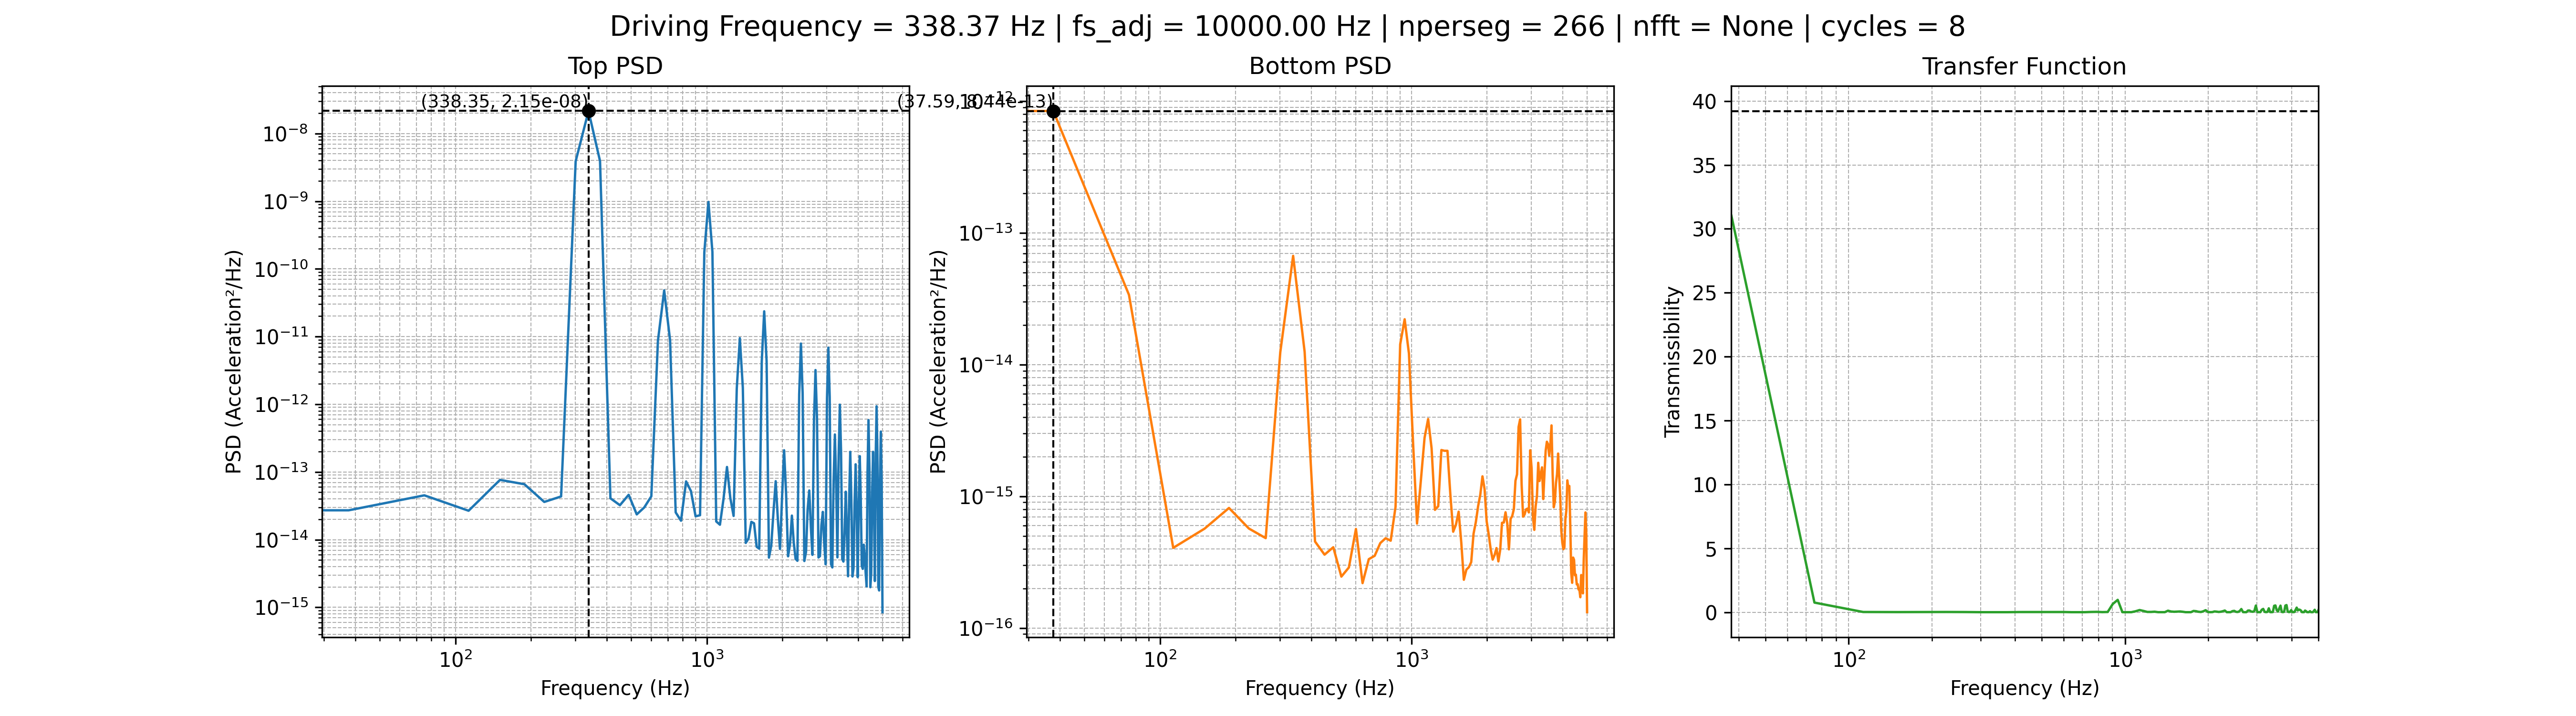 Driving Frequency = 338.37 Hz | fs_adj = 10000.00 Hz | nperseg = 266 | nfft = None | cycles = 8
Top PSD
(338.35, 2.15e-08)
10⁻⁸
10⁻⁹
10⁻¹⁰
10⁻¹¹
10⁻¹²
10⁻¹³
10⁻¹⁴
10⁻¹⁵
PSD (Acceleration²/Hz)
10²
10³
Frequency (Hz)
Bottom PSD
(37.59,
10⁻¹²
10⁻¹³
10⁻¹⁴
10⁻¹⁵
10⁻¹⁶
PSD (Acceleration²/Hz)
10²
10³
Frequency (Hz)
Transfer Function
40
35
30
25
20
15
10
5
0
Transmissibility
10²
10³
Frequency (Hz)